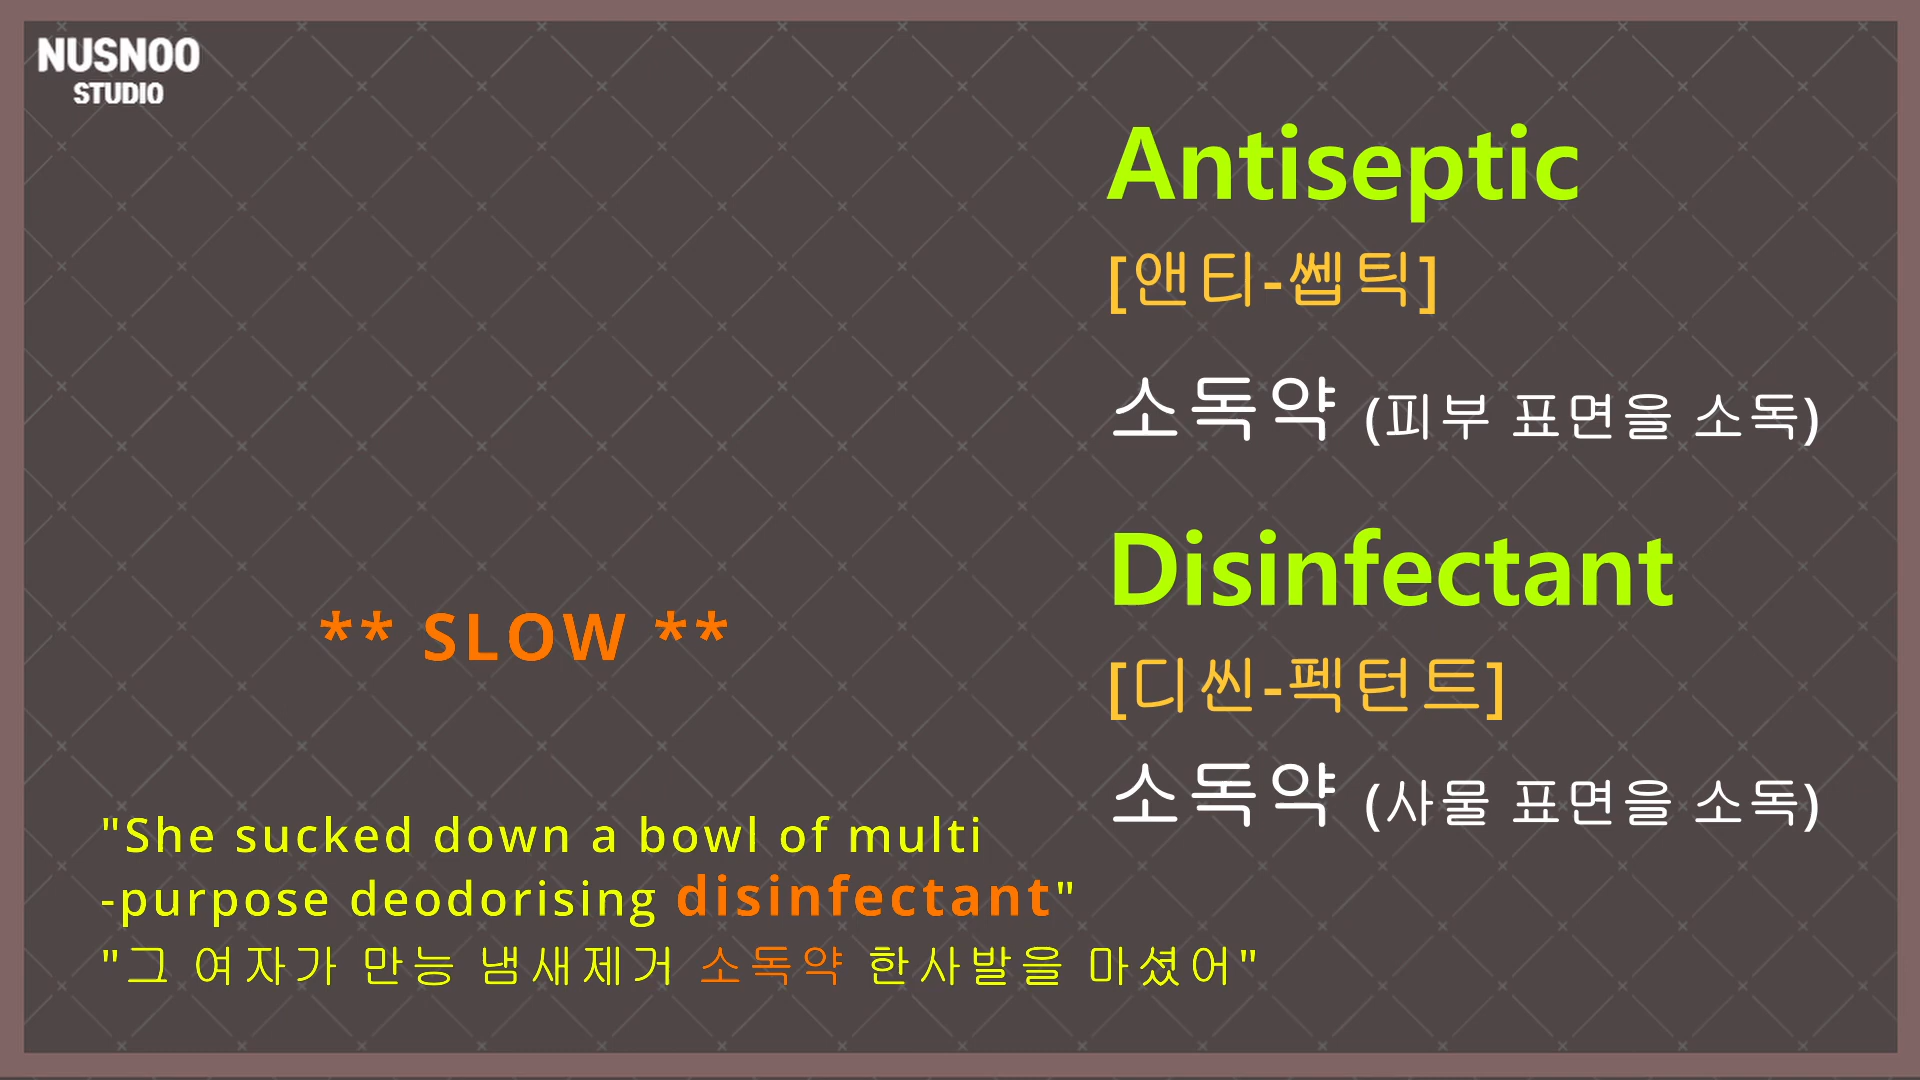 NUSNOO
STUDIO
Antiseptic
[앤티-쎕틱]
소독약 (피부 표면을 소독)
Disinfectant
[디씬-펙턴트]
소독약 (사물 표면을 소독)
** SLOW **
"She sucked down a bowl of multi
-purpose deodorising disinfectant"
"그 여자가 만능 냄새제거 소독약 한사발을 마셨어"